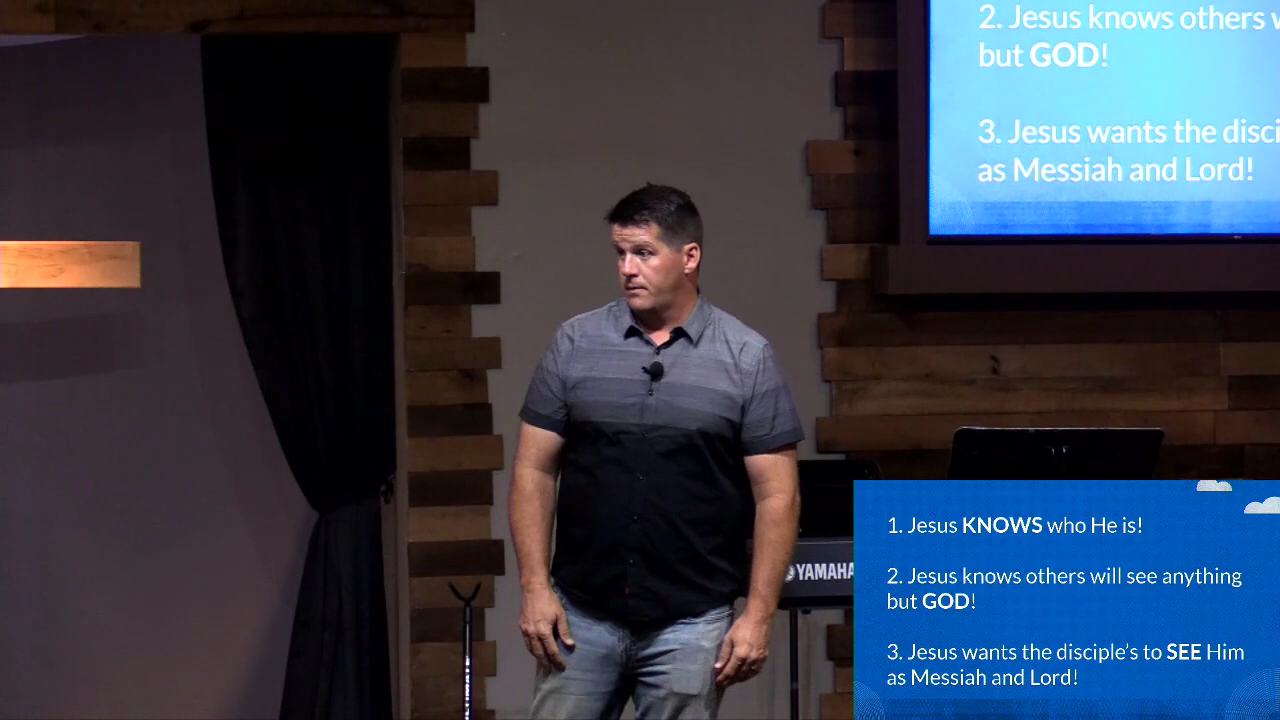 2. Jesus knows others
but GOD!
3. Jesus wants the
as Messiah and Lord!
1. Jesus KNOWS who He is!
2. Jesus knows others will see anything
but GOD!
3. Jesus wants the disciple's to SEE Him
as Messiah and Lord!
YAMAHA